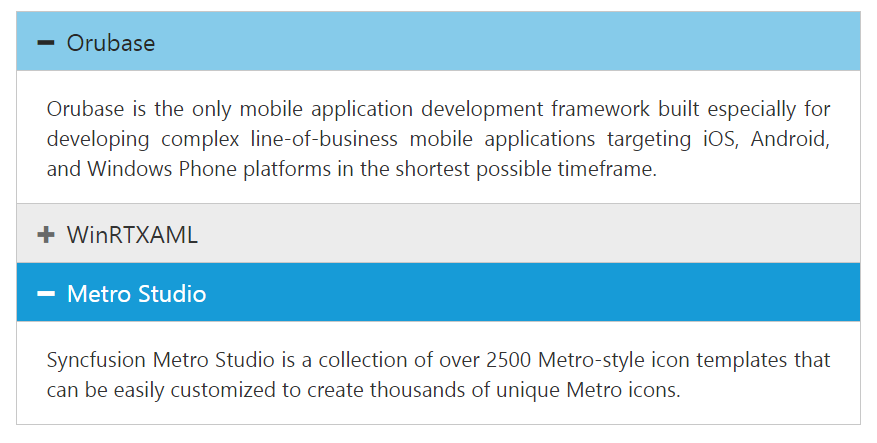 Orubase
Orubase is the only mobile application development framework built especially for
developing complex line-of-business mobile applications targeting iOS, Android,
and Windows Phone platforms in the shortest possible timeframe.
WinRTXAML
Metro Studio
Syncfusion Metro Studio is a collection of over 2500 Metro-style icon templates that
can be easily customized to create thousands of unique Metro icons.